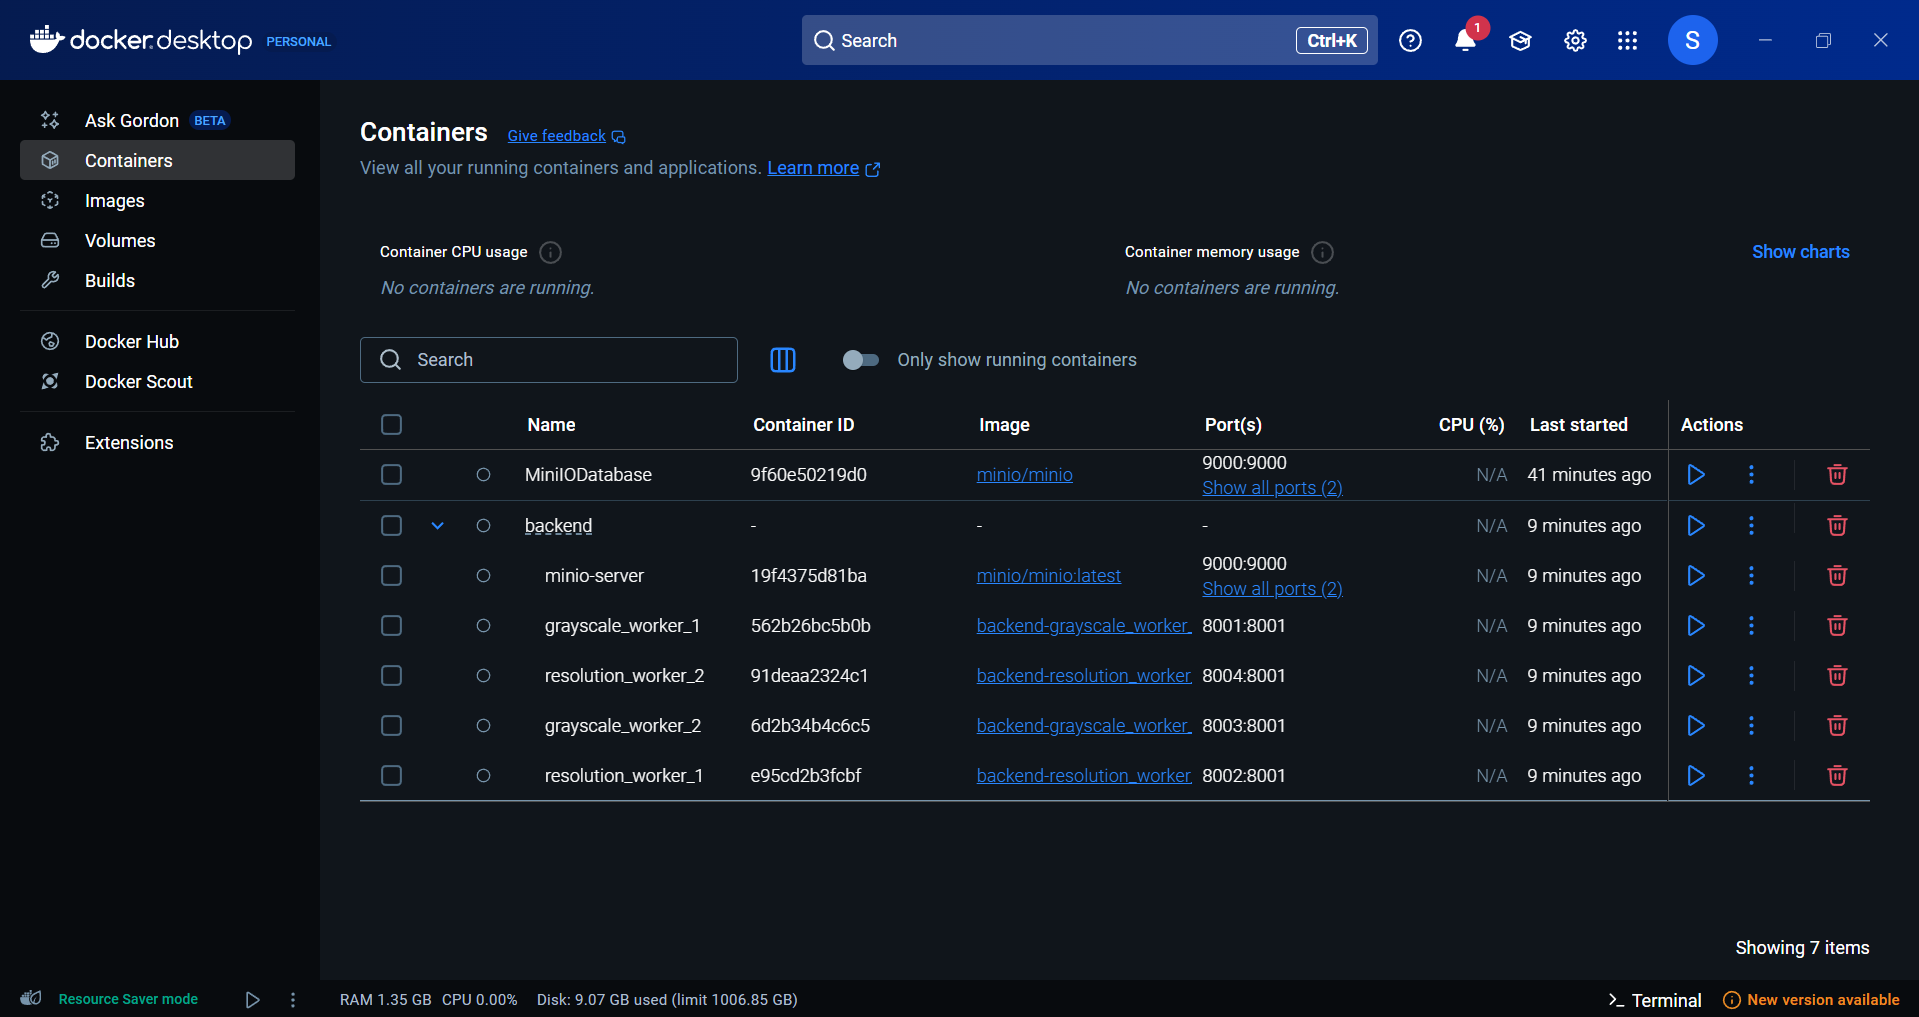 docker.desktop PERSONAL Search Ctrl+K 1 S
Ask Gordon BETA
Containers
Images
Volumes
Builds
Docker Hub
Docker Scout
Extensions
Containers Give feedback
View all your running containers and applications. Learn more
Container CPU usage Container memory usage Show charts
No containers are running. No containers are running.
Search Only show running containers
Name Container ID Image Port(s) CPU (%) Last started Actions
MiniIODatabase 9f60e50219d0 minio/minio 9000:9000 N/A 41 minutes ago
Show all ports (2)
backend - - - N/A 9 minutes ago
minio-server 19f4375d81ba minio/minio:latest 9000:9000 N/A 9 minutes ago
Show all ports (2)
grayscale_worker_1 562b26bc5b0b backend-grayscale_worker_ 8001:8001 N/A 9 minutes ago
resolution_worker_2 91deaa2324c1 backend-resolution_worker_ 8004:8001 N/A 9 minutes ago
grayscale_worker_2 6d2b34b4c6c5 backend-grayscale_worker_ 8003:8001 N/A 9 minutes ago
resolution_worker_1 e95cd2b3fcbf backend-resolution_worker_ 8002:8001 N/A 9 minutes ago
Showing 7 items
Resource Saver mode RAM 1.35 GB CPU 0.00% Disk: 9.07 GB used (limit 1006.85 GB) Terminal New version available